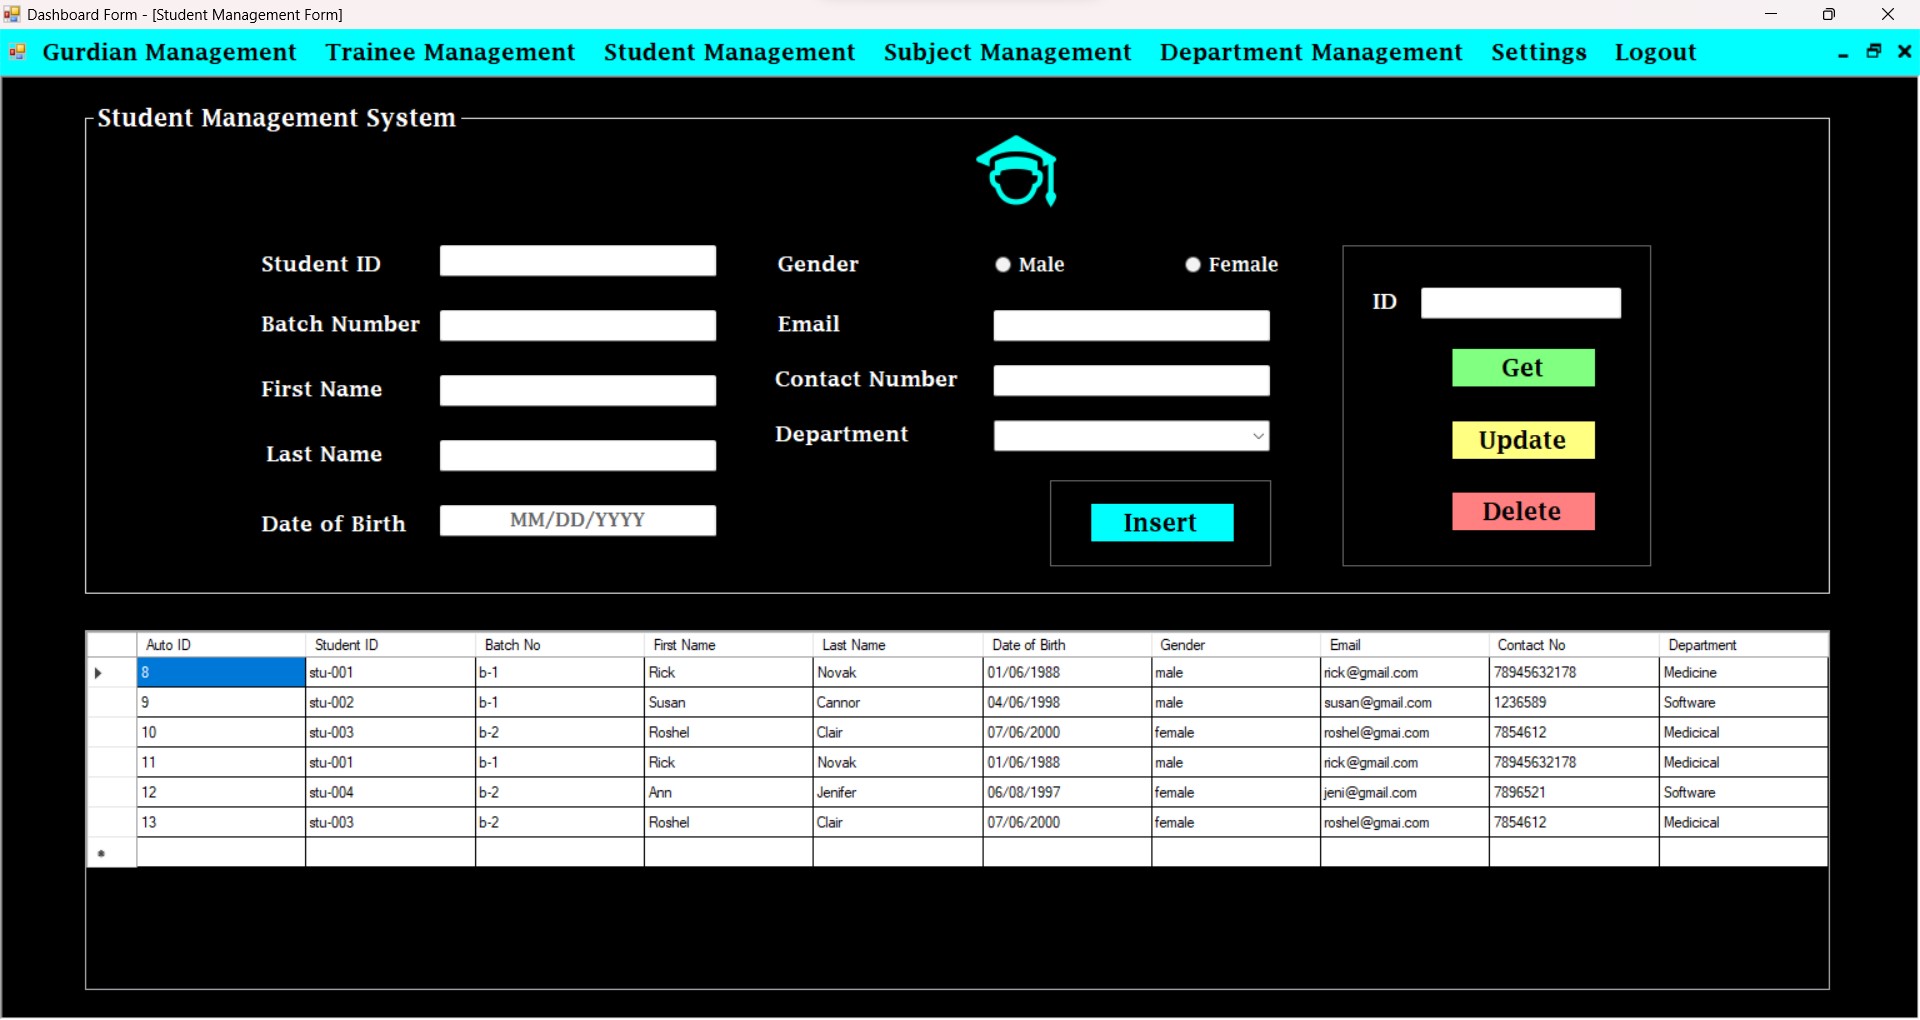 Dashboard Form - [Student Management Form]
Gurdian Management Trainee Management Student Management Subject Management Department Management Settings Logout
Student Management System
Student ID Gender Male Female
ID
Batch Number Email
Get
First Name Contact Number
Department
Update
Last Name
Date of Birth MM/DD/YYYY
Insert
Delete
Auto ID Student ID Batch No First Name Last Name Date of Birth Gender Email Contact No Department
8 stu-001 b-1 Rick Novak 01/06/1988 male rick@gmail.com 78945632178 Medicine
9 stu-002 b-1 Susan Cannor 04/06/1998 male susan@gmail.com 1236589 Software
10 stu-003 b-2 Roshel Clair 07/06/2000 female roshel@gmai.com 7854612 Medicical
11 stu-001 b-1 Rick Novak 01/06/1988 male rick@gmail.com 78945632178 Medicical
12 stu-004 b-2 Ann Jenifer 06/08/1997 female jeni@gmail.com 7896521 Software
13 stu-003 b-2 Roshel Clair 07/06/2000 female roshel@gmai.com 7854612 Medicical